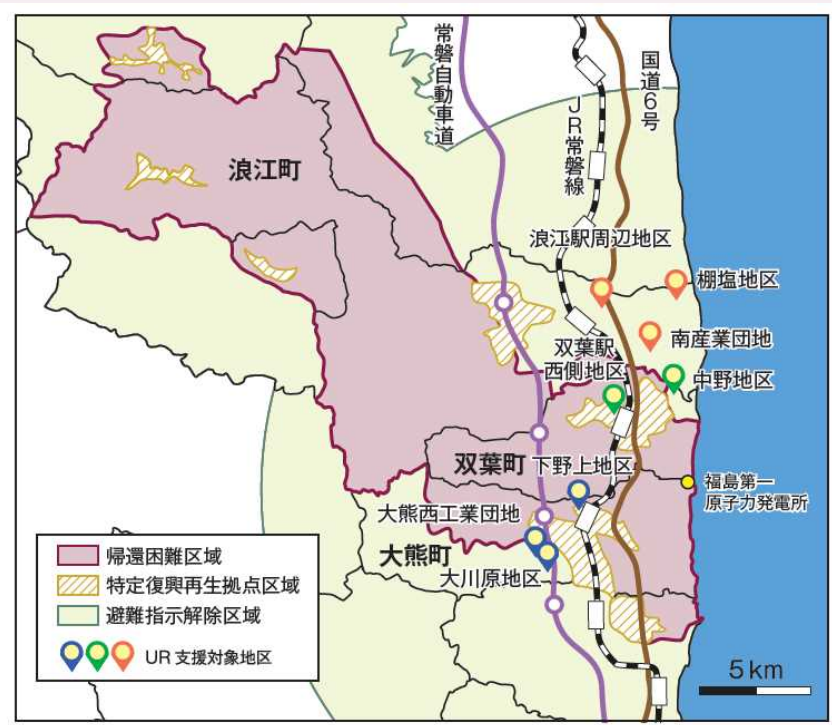 常磐自動車道
JR常磐線
国道6号
浪江町
浪江駅周辺地区
棚塩地区
南産業団地
双葉駅
西側地区
中野地区
双葉町
下野上地区
福島第一
原子力発電所
大熊西工業団地
大熊町
大川原地区
帰還困難区域
特定復興再生拠点区域
避難指示解除区域
UR支援対象地区
5km